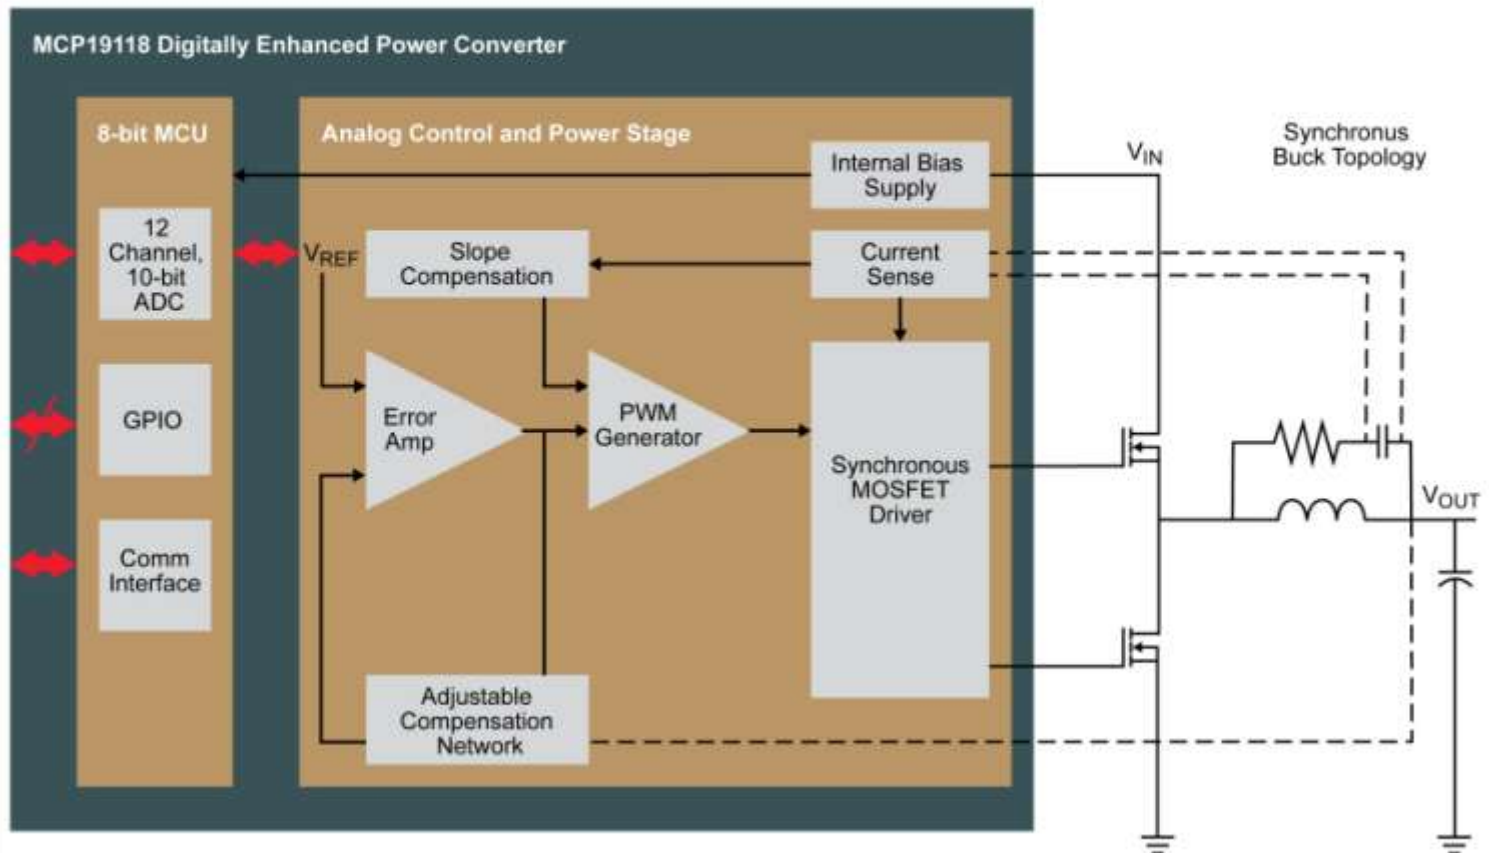 MCP19118 Digitally Enhanced Power Converter
8-bit MCU
Analog Control and Power Stage
12
Channel,
10-bit
ADC
GPIO
Comm
Interface
VREF
Slope
Compensation
Internal Bias
Supply
Current
Sense
Error
Amp
PWM
Generator
Synchronous
MOSFET
Driver
Adjustable
Compensation
Network
VIN
Synchronus
Buck Topology
VOUT